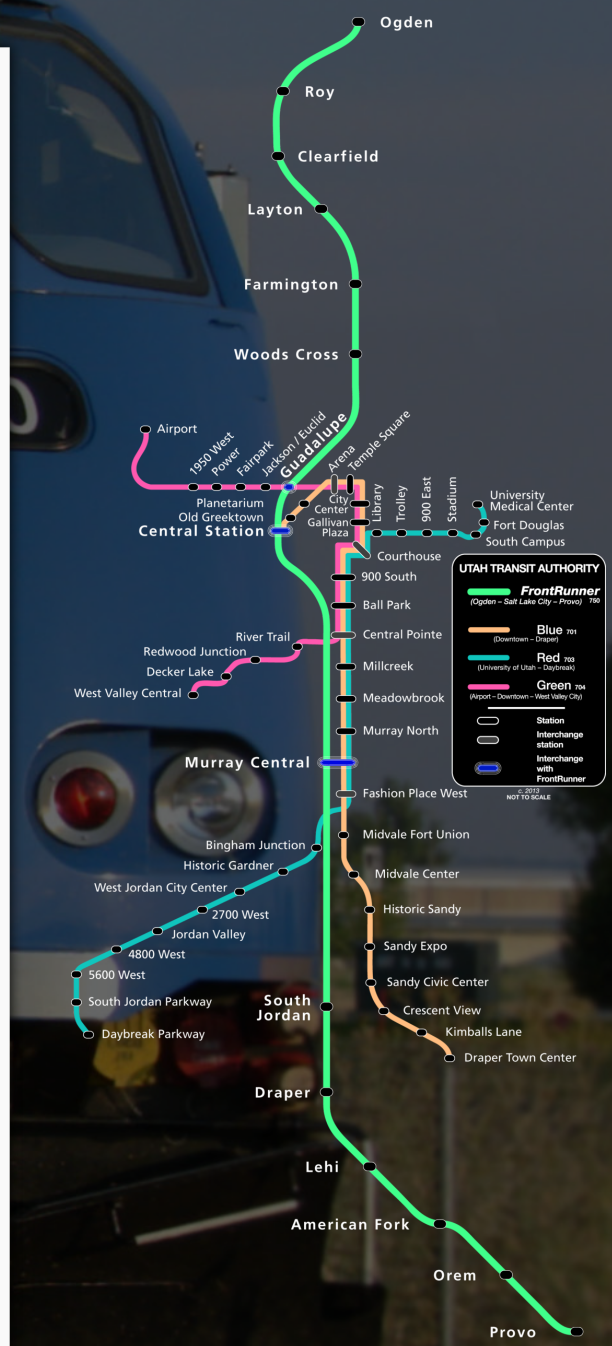 Ogden
Roy
Clearfield
Layton
Farmington
Woods Cross
Airport
1950 West
Power
Fairpark
Jackson / Euclid
Guadalupe
Arena
Temple Square
Planetarium
Old Greektown
Central Station
City
Center
Gallivan
Plaza
Library
Trolley
900 East
Stadium
University
Medical Center
Fort Douglas
South Campus
Courthouse
900 South
Ball Park
Central Pointe
River Trail
Redwood Junction
Decker Lake
West Valley Central
Millcreek
Meadowbrook
Murray North
Murray Central
Fashion Place West
Bingham Junction
Historic Gardner
West Jordan City Center
2700 West
Jordan Valley
4800 West
5600 West
South Jordan Parkway
Daybreak Parkway
Midvale Fort Union
Midvale Center
Historic Sandy
Sandy Expo
Sandy Civic Center
Crescent View
Kimballs Lane
Draper Town Center
South
Jordan
Draper
Lehi
American Fork
Orem
Provo
UTAH TRANSIT AUTHORITY
FrontRunner
(Ogden – Salt Lake City – Provo) 750
Blue 701
(Downtown – Draper)
Red 703
(University of Utah – Daybreak)
Green 704
(Airport – Downtown – West Valley City)
Station
Interchange
station
Interchange
with
FrontRunner
c. 2013
NOT TO SCALE